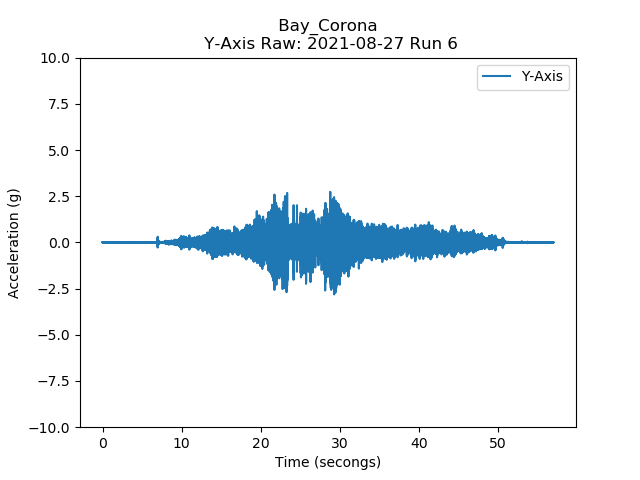 Bay_Corona
Y-Axis Raw: 2021-08-27 Run 6
Y-Axis
Acceleration (g)
10.0
7.5
5.0
2.5
0.0
−2.5
−5.0
−7.5
−10.0
0 10 20 30 40 50
Time (secongs)